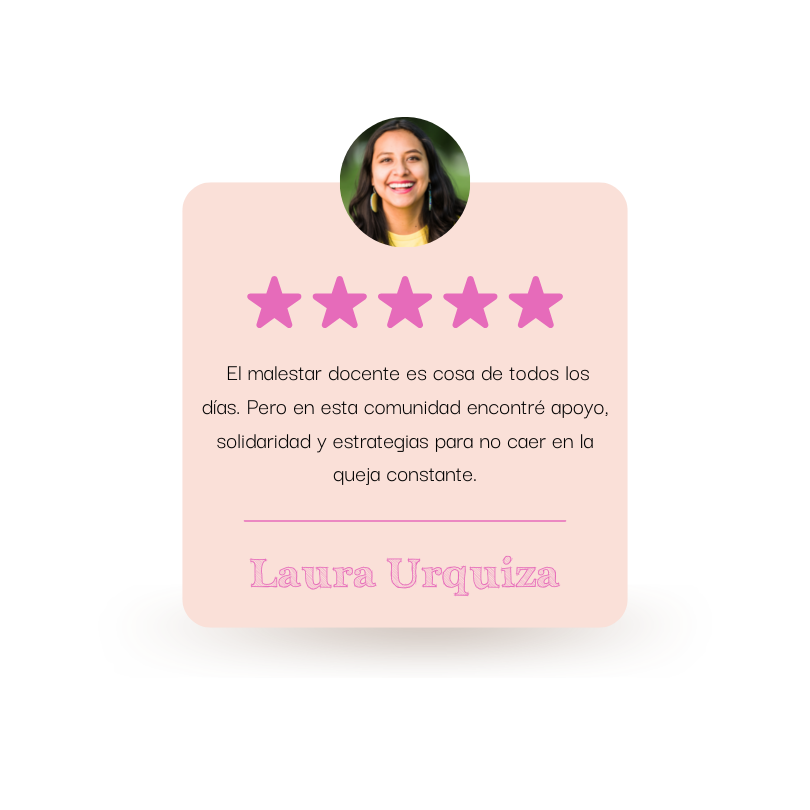 El malestar docente es cosa de todos los
días. Pero en esta comunidad encontré apoyo,
solidaridad y estrategias para no caer en la
queja constante.
Laura Urquiza